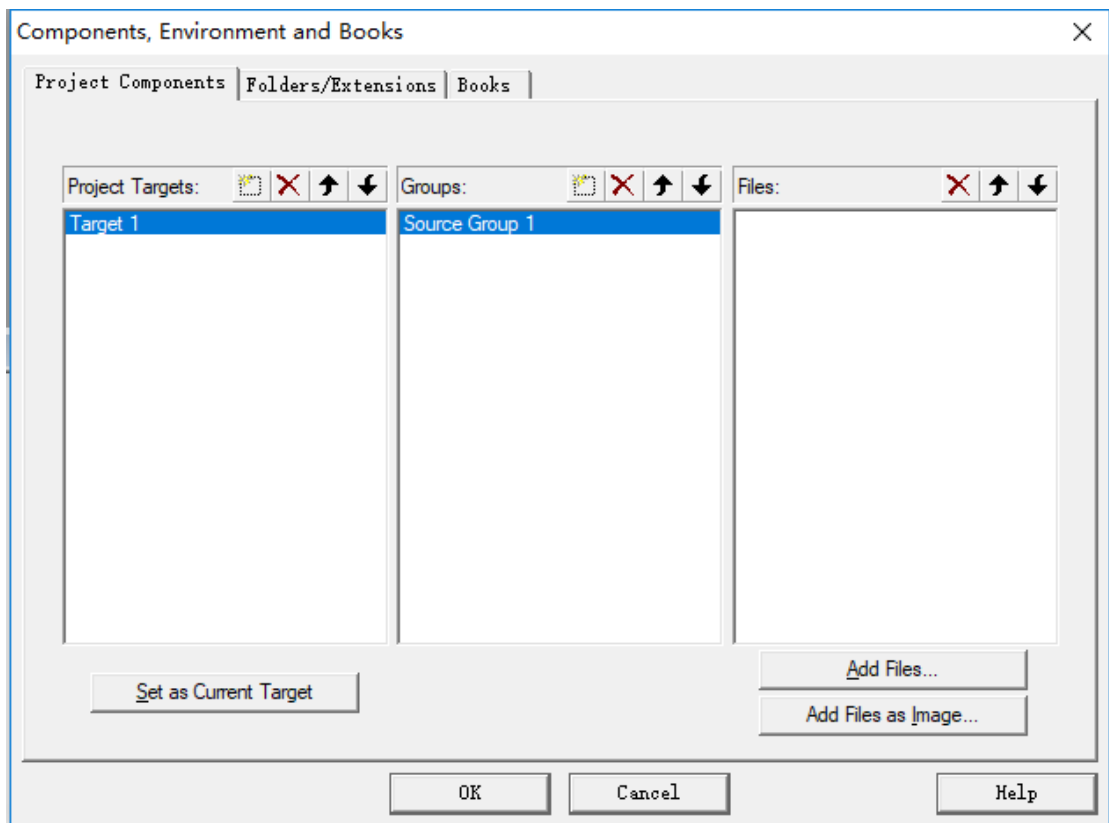 Components, Environment and Books
Project Components Folders/Extensions Books
Project Targets: Groups: Files:
Target 1 Source Group 1
Set as Current Target
Add Files...
Add Files as Image...
OK Cancel Help